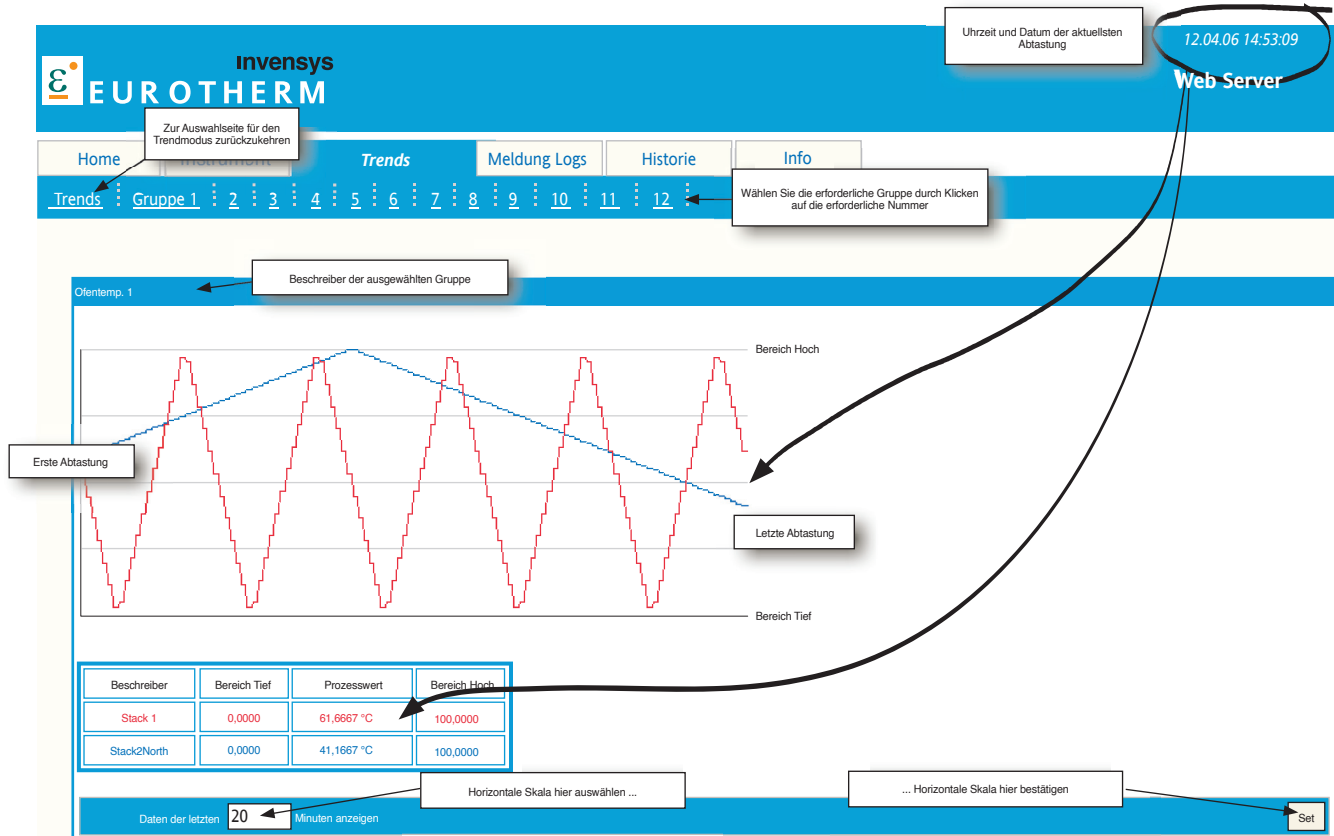 Uhrzeit und Datum der aktuellsten
Abtastung
12.04.06 14:53:09
Web Server
invensys
EUROTHERM
Zur Auswahlseite für den
Trendmodus zurückzukehren
Home
Instrument
Trends
Meldung Logs
Historie
Info
Trends
Gruppe 1
2
3
4
5
6
7
8
9
10
11
12
Wählen Sie die erforderliche Gruppe durch Klicken
auf die erforderliche Nummer
Ofentemp. 1
Beschreiber der ausgewählten Gruppe
Bereich Hoch
Erste Abtastung
Letzte Abtastung
Bereich Tief
Beschreiber
Bereich Tief
Prozesswert
Bereich Hoch
Stack 1
0,0000
61,6667 °C
100,0000
Stack2North
0,0000
41,1667 °C
100,0000
Horizontale Skala hier auswählen ...
... Horizontale Skala hier bestätigen
Daten der letzten
20
Minuten anzeigen
Set